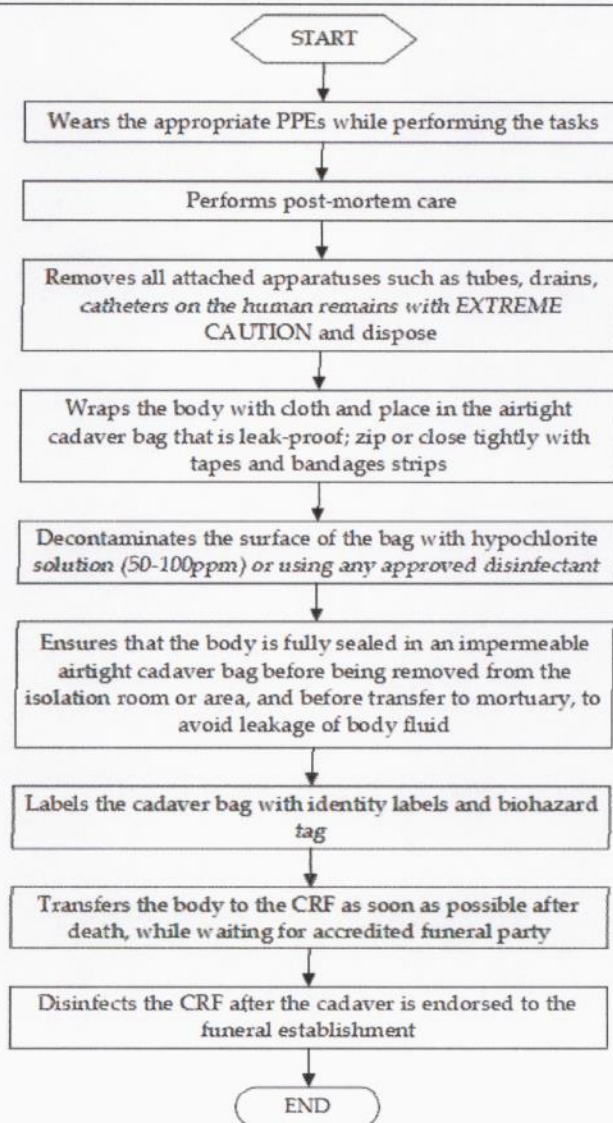 START
Wears the appropriate PPEs while performing the tasks
Performs post-mortem care
Removes all attached apparatuses such as tubes, drains,
catheters on the human remains with EXTREME
CAUTION and dispose
Wraps the body with cloth and place in the airtight
cadaver bag that is leak-proof; zip or close tightly with
tapes and bandages strips
Decontaminates the surface of the bag with hypochlorite
solution (50-100ppm) or using any approved disinfectant
Ensures that the body is fully sealed in an impermeable
airtight cadaver bag before being removed from the
isolation room or area, and before transfer to mortuary, to
avoid leakage of body fluid
Labels the cadaver bag with identity labels and biohazard
tag
Transfers the body to the CRF as soon as possible after
death, while waiting for accredited funeral party
Disinfects the CRF after the cadaver is endorsed to the
funeral establishment
END